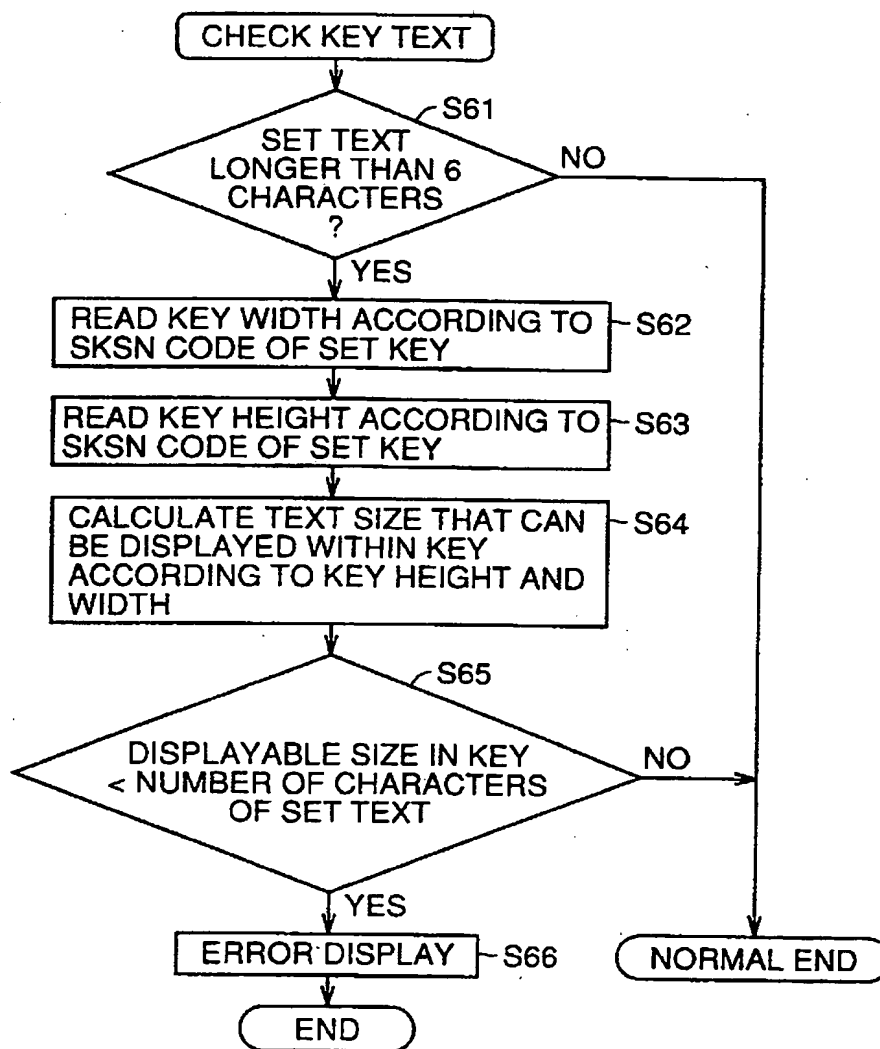 CHECK KEY TEXT
S61
SET TEXT
LONGER THAN 6
CHARACTERS
?
NO
YES
READ KEY WIDTH ACCORDING TO
SKSN CODE OF SET KEY
S62
READ KEY HEIGHT ACCORDING TO
SKSN CODE OF SET KEY
S63
CALCULATE TEXT SIZE THAT CAN
BE DISPLAYED WITHIN KEY
ACCORDING TO KEY HEIGHT AND
WIDTH
S64
S65
DISPLAYABLE SIZE IN KEY
< NUMBER OF CHARACTERS
OF SET TEXT
NO
YES
ERROR DISPLAY
S66
NORMAL END
END